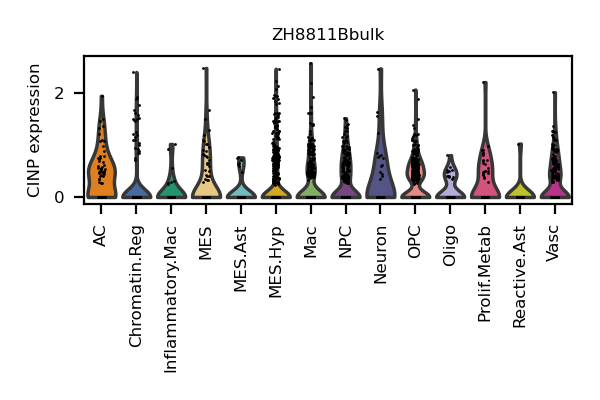 ZH8811Bbulk
CINP expression
2
0
AC
Chromatin.Reg
Inflammatory.Mac
MES
MES.Ast
MES.Hyp
Mac
NPC
Neuron
OPC
Oligo
Prolif.Metab
Reactive.Ast
Vasc